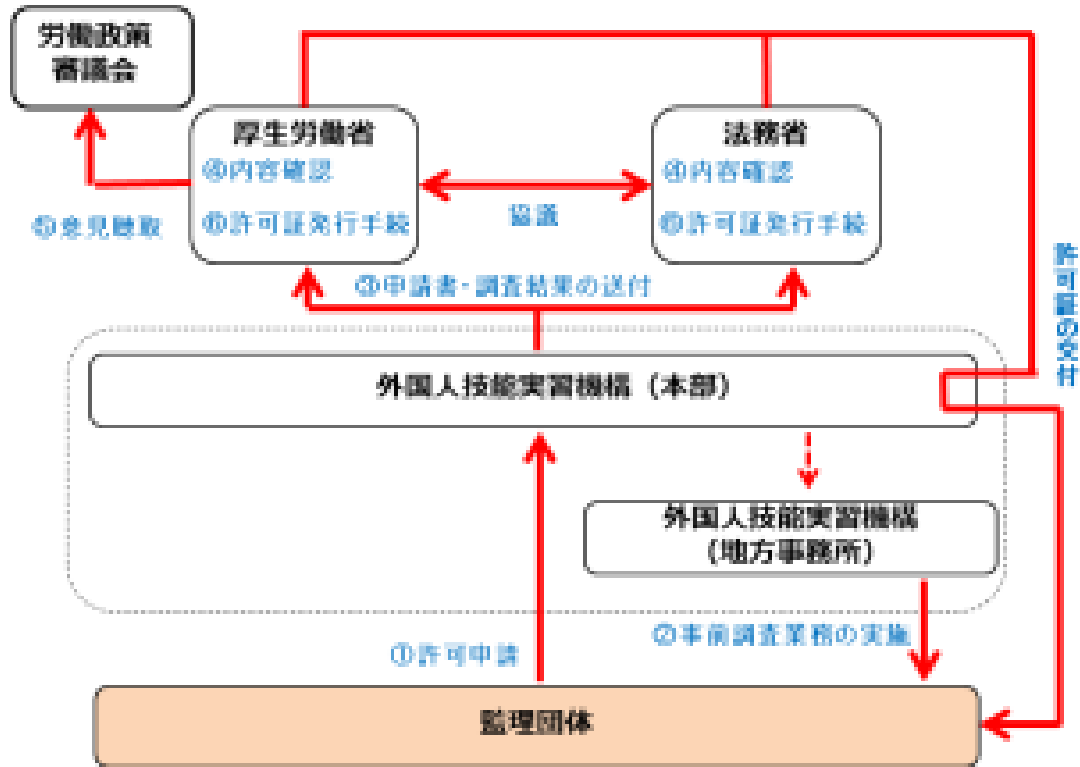 労働政策
審議会
厚生労働省
④内容確認
⑥許可証発行手続
法務省
④内容確認
⑥許可証発行手続
協議
⑤意見聴取
③申請書・調査結果の送付
許可証の交付
外国人技能実習機構（本部）
外国人技能実習機構
（地方事務所）
②事前調査業務の実施
①許可申請
監理団体